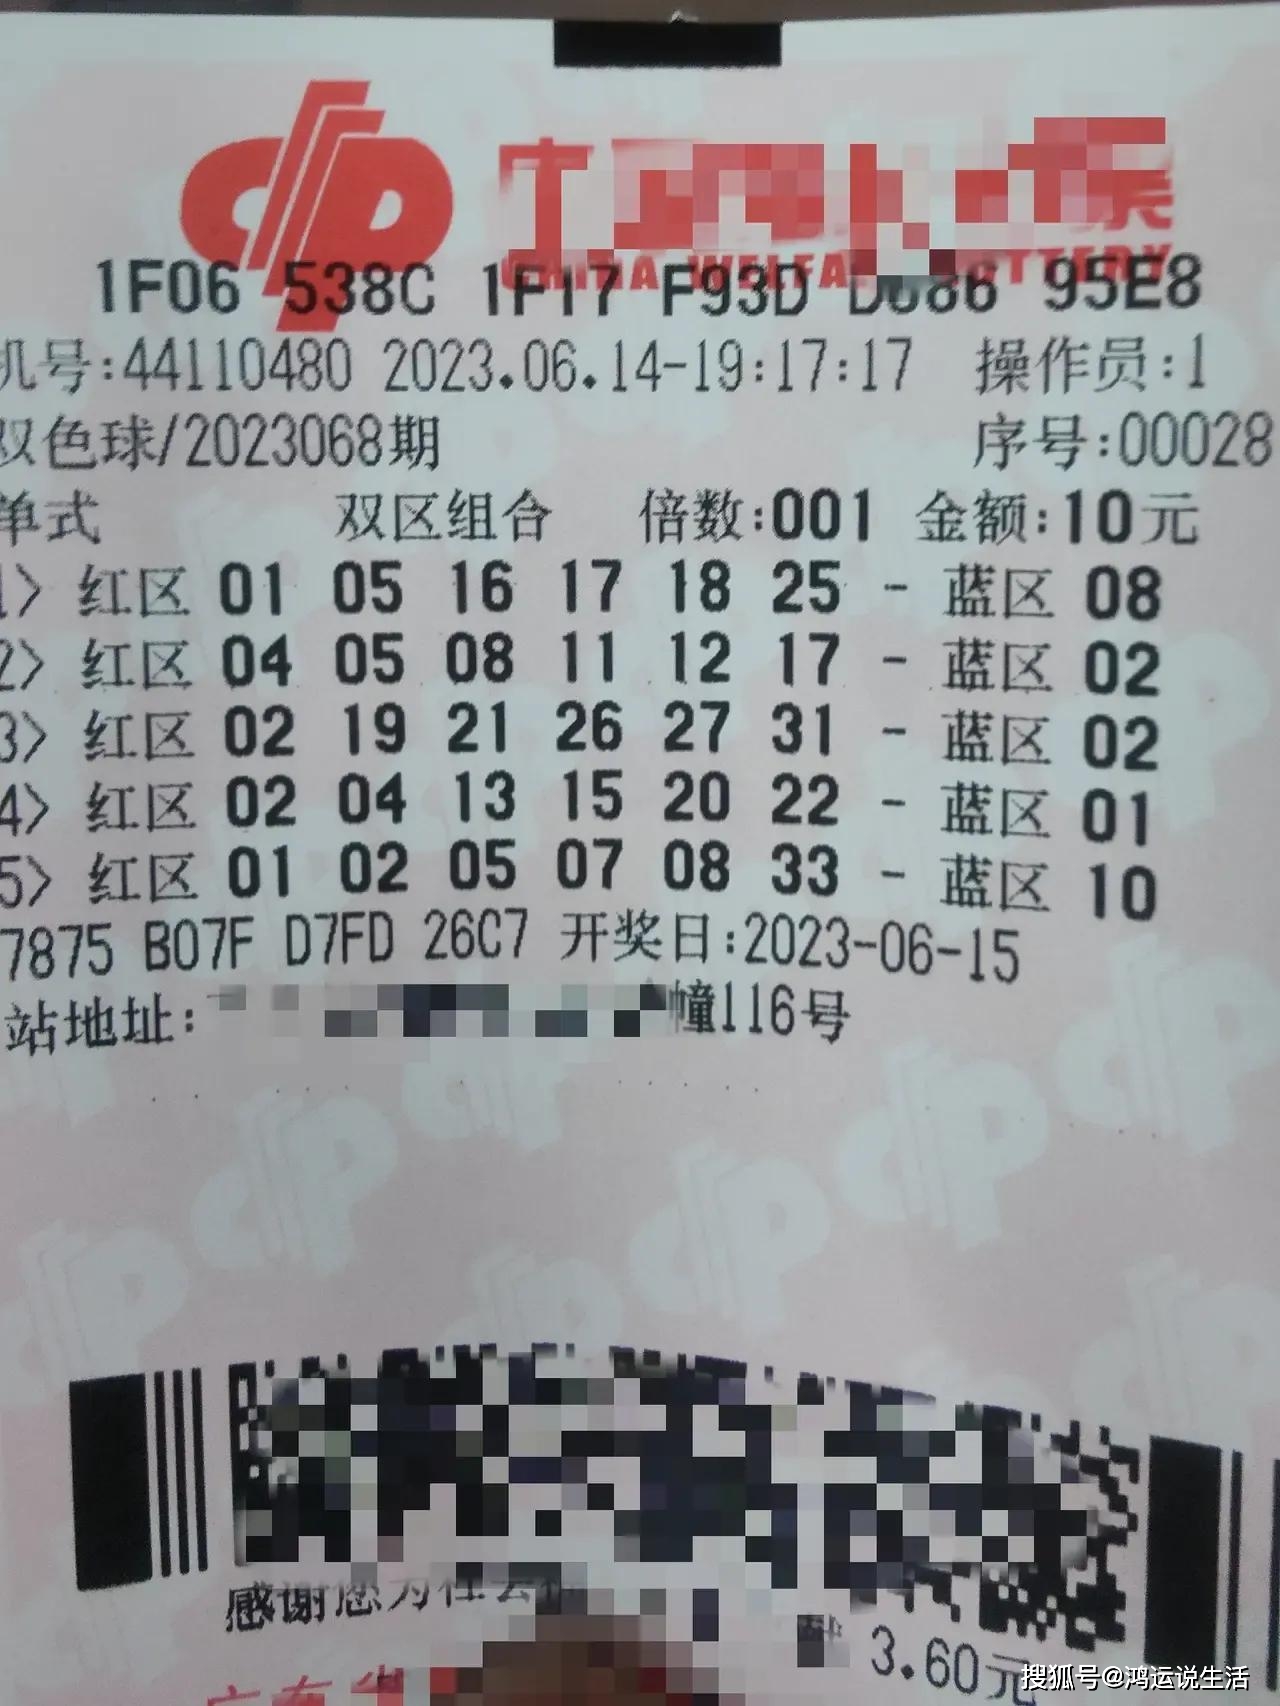 1F06 538C 1F17 F93D D686 95E8
机号:44110480 2023.06.14-19:17:17 操作员:1
双色球/2023068期 序号:00028
单式 双区组合 倍数:001 金额:10元
1> 红区 01 05 16 17 18 25 - 蓝区 08
2> 红区 04 05 08 11 12 17 - 蓝区 02
3> 红区 02 19 21 26 27 31 - 蓝区 02
4> 红区 02 04 13 15 20 22 - 蓝区 01
5> 红区 01 02 05 07 08 33 - 蓝区 10
7875 B07F D7FD 26C7 开奖日:2023-06-15
站地址: 幢116号
感谢您为社会
3.60元
搜狐号@鸿运说生活